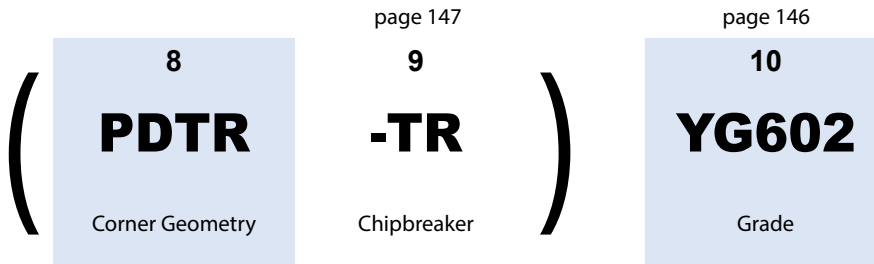 page 147 page 146
8 9 10
( PDTR -TR ) YG602
Corner Geometry Chipbreaker Grade